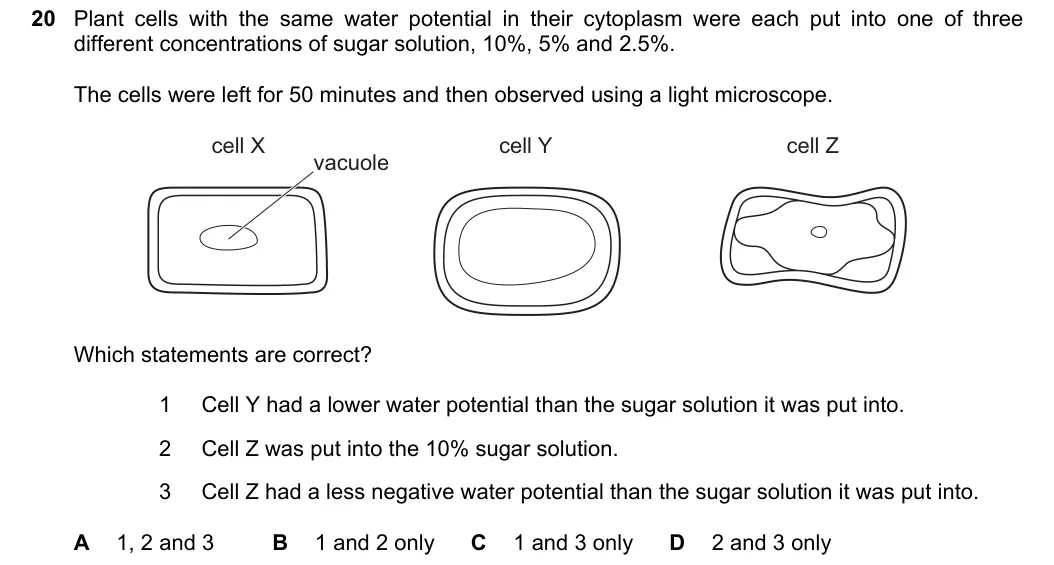 20 Plant cells with the same water potential in their cytoplasm were each put into one of three
different concentrations of sugar solution, 10%, 5% and 2.5%.
The cells were left for 50 minutes and then observed using a light microscope.
cell X
cell Y
cell Z
vacuole
Which statements are correct?
1 Cell Y had a lower water potential than the sugar solution it was put into.
2 Cell Z was put into the 10% sugar solution.
3 Cell Z had a less negative water potential than the sugar solution it was put into.
A 1, 2 and 3 B 1 and 2 only C 1 and 3 only D 2 and 3 only